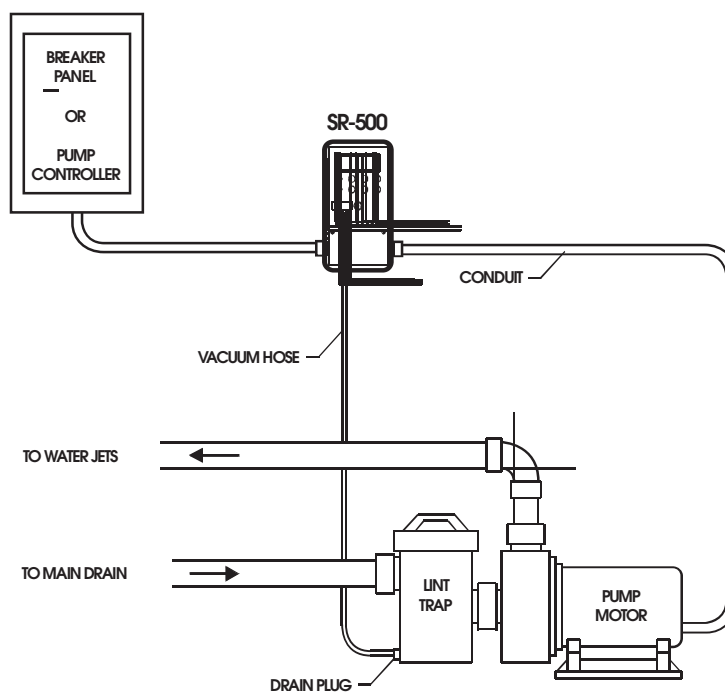 BREAKER
PANEL
OR
PUMP
CONTROLLER
SR-500
CONDUIT
VACUUM HOSE
TO WATER JETS
TO MAIN DRAIN
LINT
TRAP
PUMP
MOTOR
DRAIN PLUG